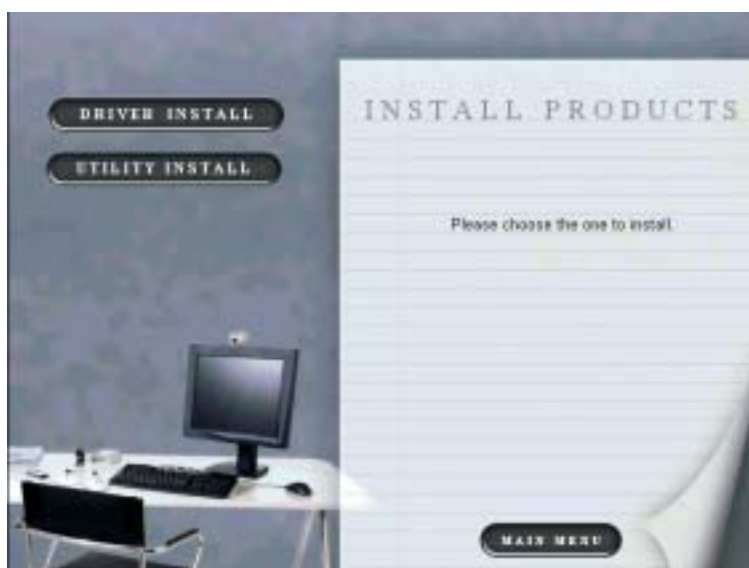 DRIVER INSTALL
UTILITY INSTALL
INSTALL PRODUCTS
Please choose the one to install.
MAIN MENU